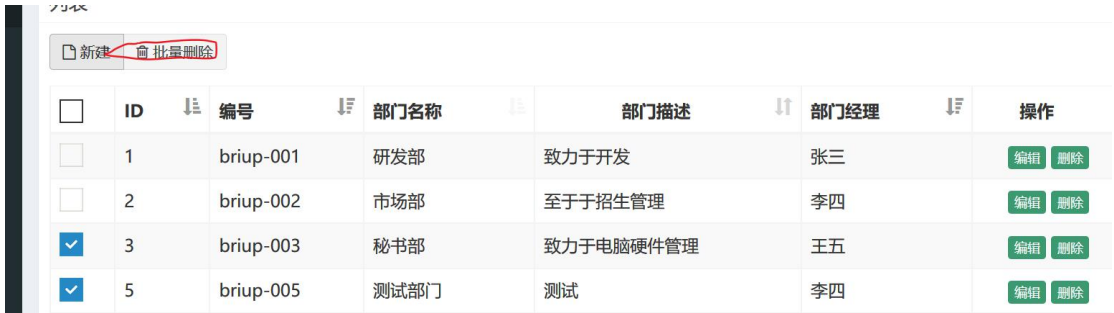 列表
新建 批量删除
ID 编号 部门名称 部门描述 部门经理 操作
1 briup-001 研发部 致力于开发 张三 编辑 删除
2 briup-002 市场部 至于于招生管理 李四 编辑 删除
3 briup-003 秘书部 致力于电脑硬件管理 王五 编辑 删除
5 briup-005 测试部门 测试 李四 编辑 删除